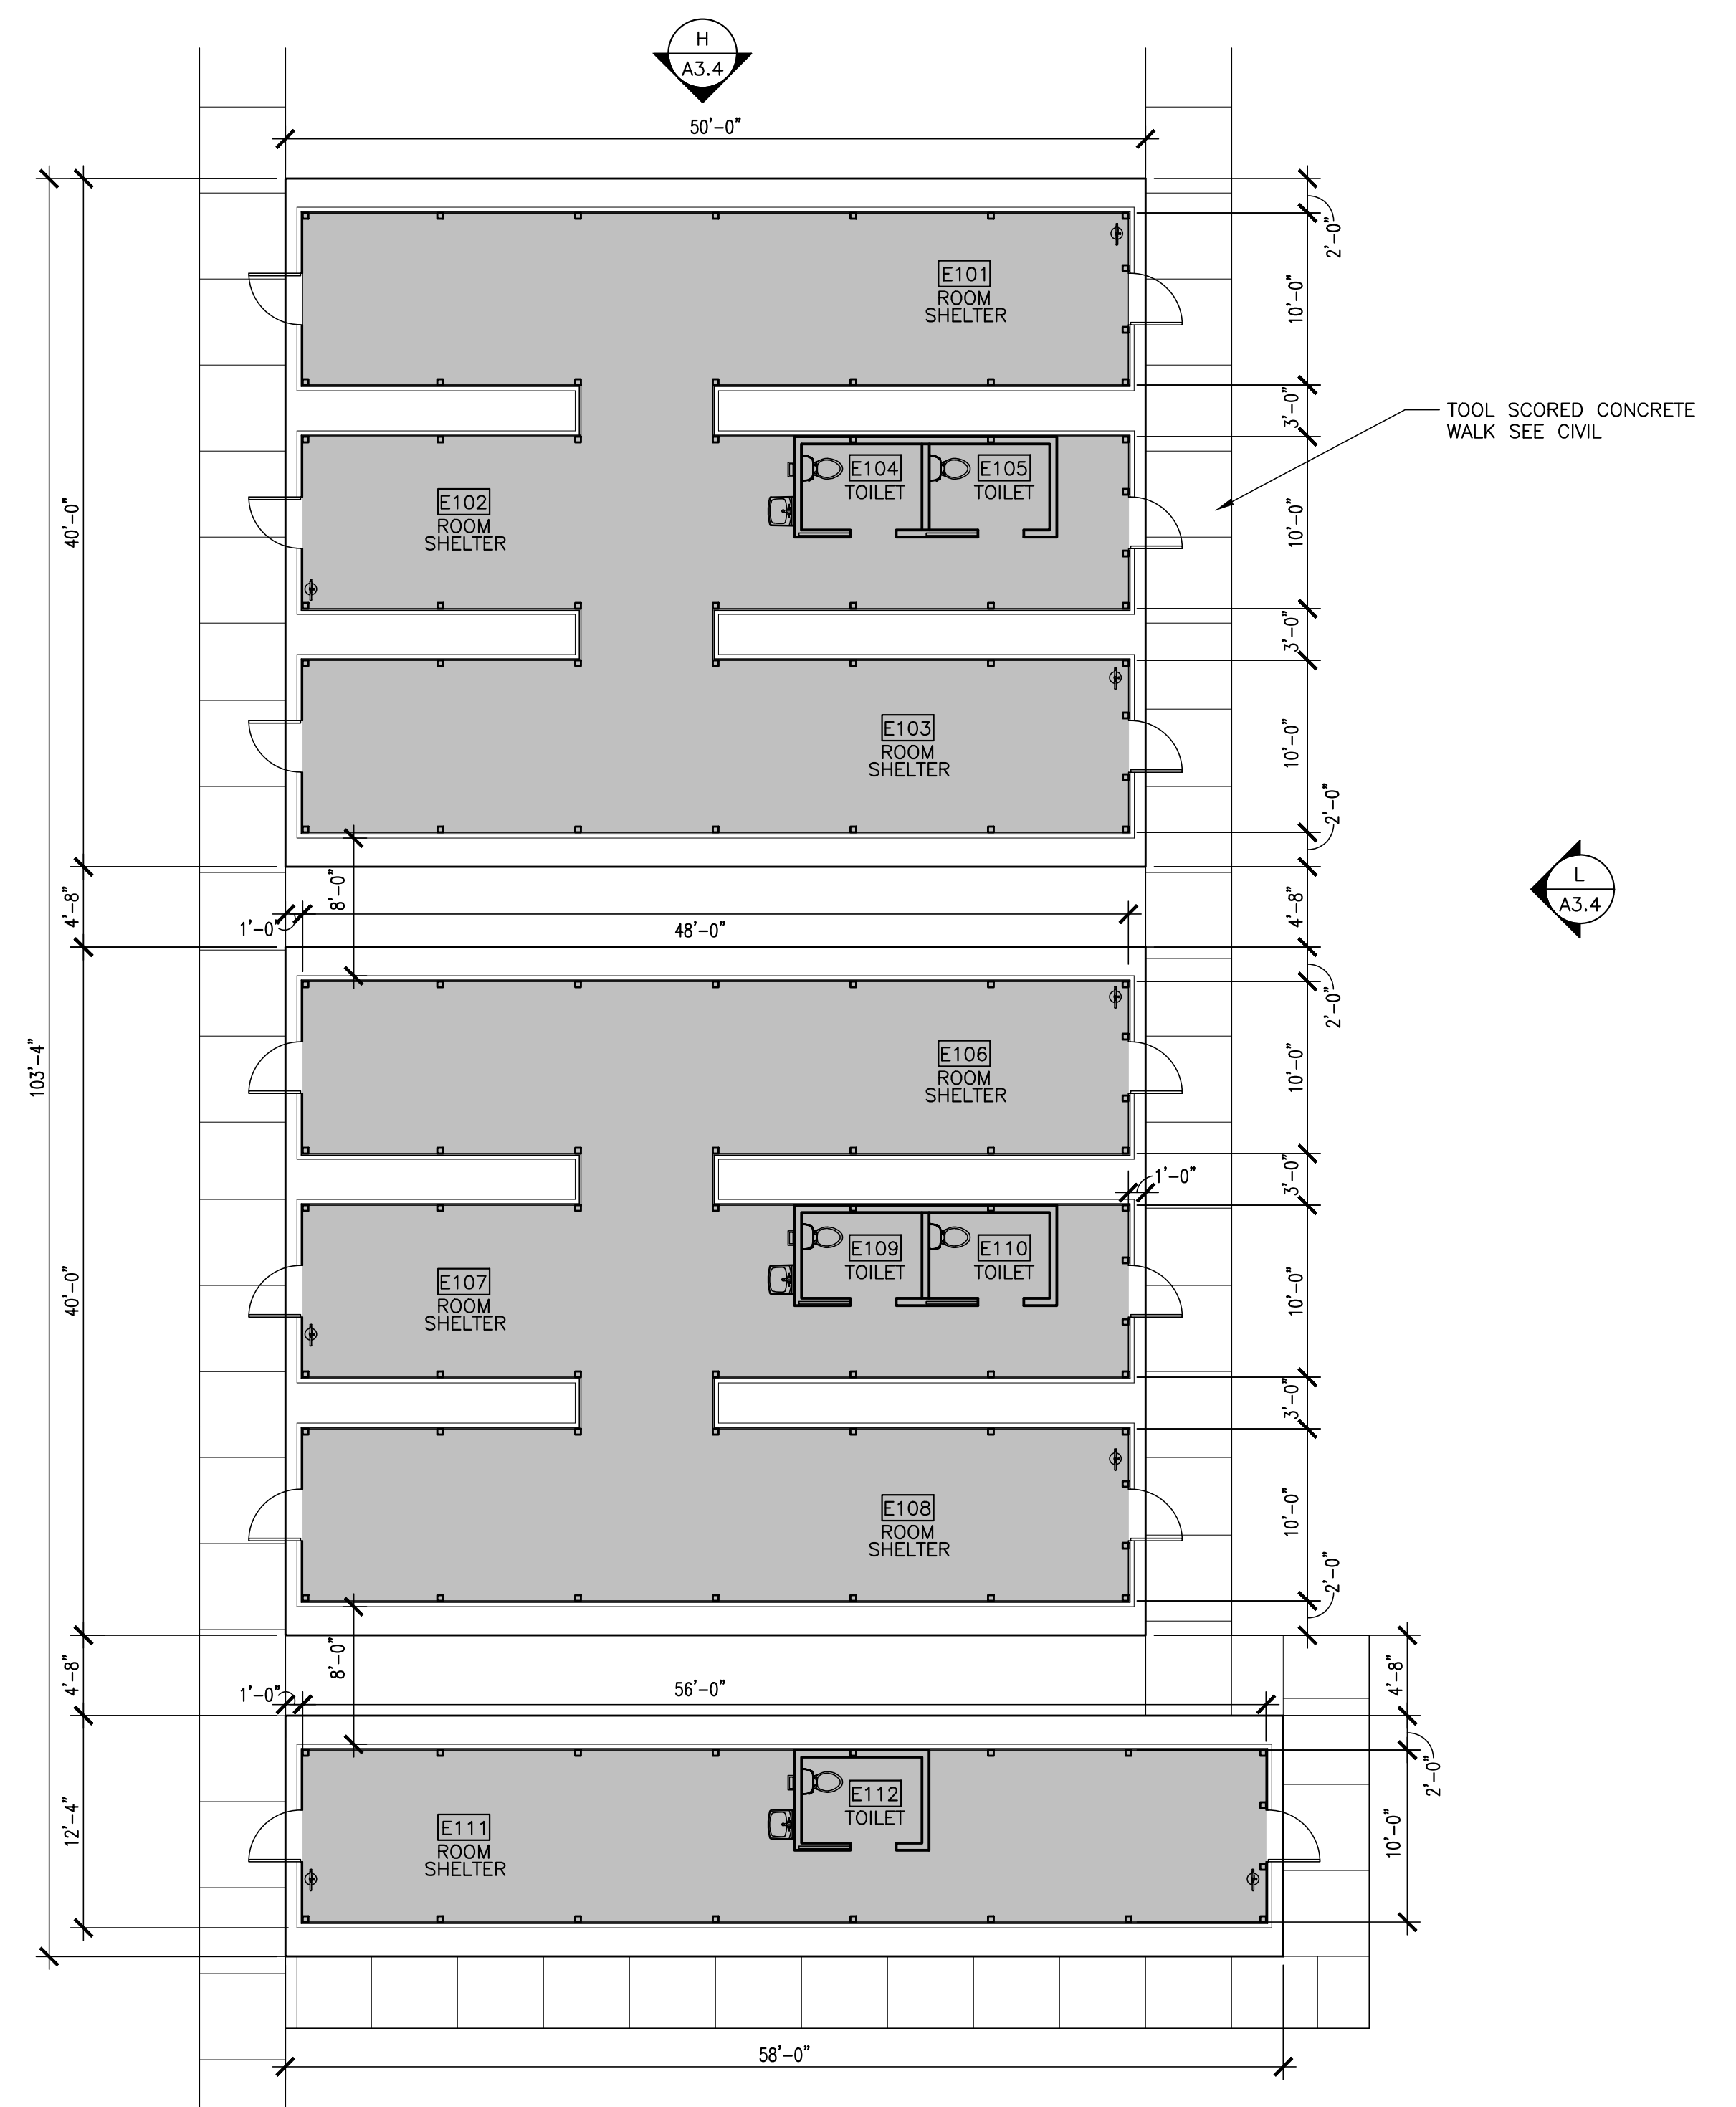 H
A3.4
50'-0"
2'-0"
E101
ROOM
SHELTER
10'-0"
3'-0"
TOOL SCORED CONCRETE
WALK SEE CIVIL
E104
TOILET
E105
TOILET
E102
ROOM
SHELTER
40'-0"
10'-0"
3'-0"
E103
ROOM
SHELTER
10'-0"
2'-0"
L
A3.4
8'-0"
4'-8"
4'-8"
1'-0"
48'-0"
2'-0"
103'-4"
E106
ROOM
SHELTER
10'-0"
1'-0"
3'-0"
E109
TOILET
E110
TOILET
E107
ROOM
SHELTER
40'-0"
10'-0"
3'-0"
E108
ROOM
SHELTER
10'-0"
2'-0"
8'-0"
4'-8"
4'-8"
1'-0"
56'-0"
2'-0"
E112
TOILET
E111
ROOM
SHELTER
12'-4"
10'-0"
58'-0"